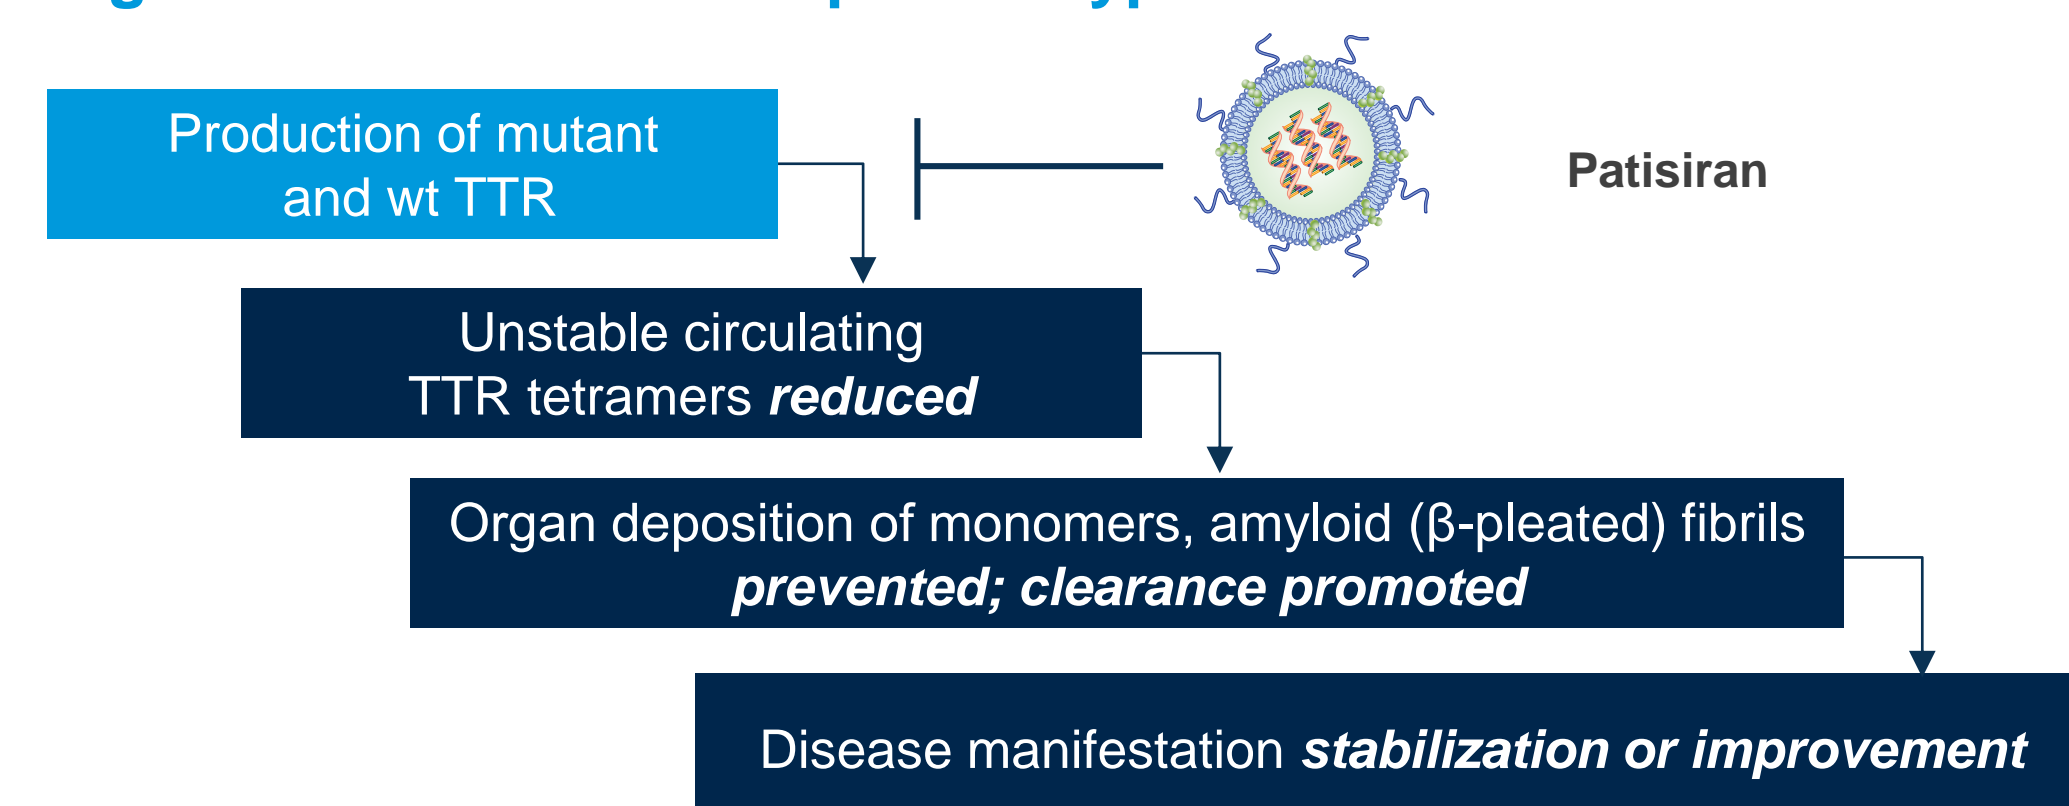 Production of mutant
and wt TTR
Patisiran
Unstable circulating
TTR tetramers reduced
Organ deposition of monomers, amyloid (β-pleated) fibrils
prevented; clearance promoted
Disease manifestation stabilization or improvement